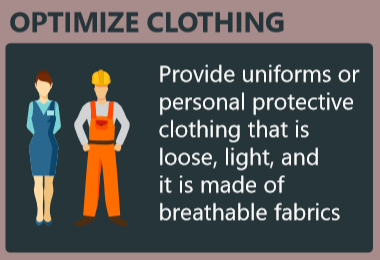 OPTIMIZE CLOTHING
Provide uniforms or
personal protective
clothing that is
loose, light, and
it is made of
breathable fabrics